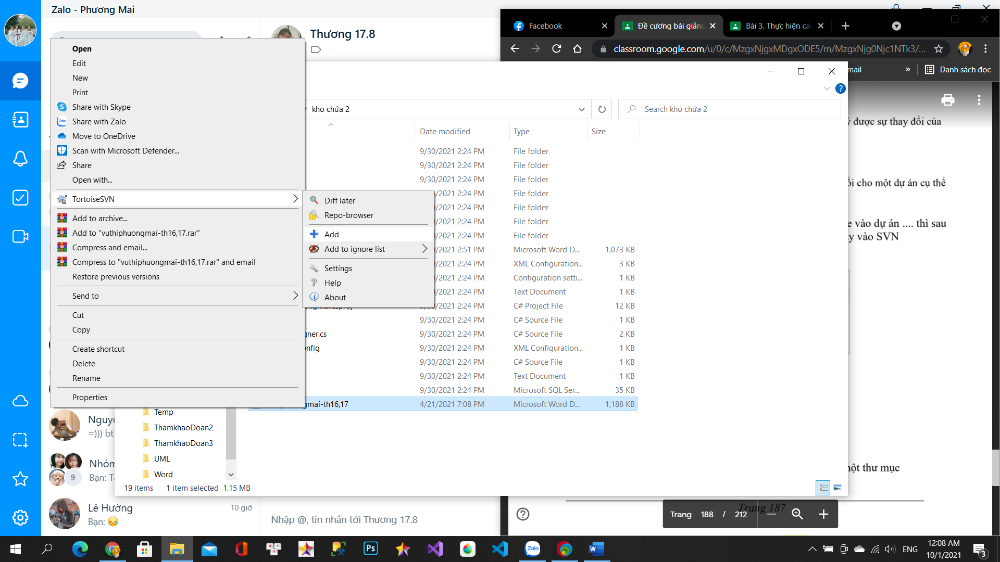 Zalo - Phương Mai
Thương 17.8
Open
Edit
New
Print
Share with Skype
Share with Zalo
Move to OneDrive
Scan with Microsoft Defender...
Share
Open with...
TortoiseSVN
Add to archive...
Add to "vuthiphuongmai-th16,17.rar"
Compress and email...
Compress to "vuthiphuongmai-th16,17.rar" and email
Restore previous versions
Send to
Cut
Copy
Create shortcut
Delete
Rename
Properties
Diff later
Repo-browser
Add
Add to ignore list
Settings
Help
About
Facebook
Đề cương bài giảng
Bài 3. Thực hiện các
classroom.google.com/u/0/c/MzgxNjgxMDgxODE5/m/MzgxNjg0Njc1NTk3/...
mail
»
Danh sách đọc
kho chứa 2
Search kho chứa 2
Date modified Type Size
9/30/2021 2:24 PM File folder
9/30/2021 2:24 PM File folder
9/30/2021 2:24 PM File folder
2:24 PM File folder
2:24 PM File folder
2:24 PM File folder
2:24 PM File folder
2:51 PM Microsoft Word D... 1,073 KB
2:24 PM XML Configuration... 3 KB
2:24 PM Configuration setti... 1 KB
2:24 PM Text Document 1 KB
2:24 PM C# Project File 12 KB
9/30/2021 2:24 PM C# Source File 1 KB
gner.cs 9/30/2021 2:24 PM C# Source File 2 KB
nfig 9/30/2021 2:24 PM XML Configuration... 1 KB
9/30/2021 2:24 PM C# Source File 1 KB
9/30/2021 2:24 PM Text Document 1 KB
9/30/2021 2:24 PM Microsoft SQL Ser... 35 KB
gmai-th16,17 4/21/2021 7:08 PM Microsoft Word D... 1,188 KB
Temp
ThamkhaoDoan2
ThamkhaoDoan3
UML
Word
19 items 1 item selected 1.15 MB
được sự thay đổi của
ổi cho một dự án cụ thể
e vào dự án .... thì sau
y vào SVN
một thư mục
Trang 187
Trang 188 / 212
Nguyễ
=))) bt
Nhóm
9
Bạn: Tả
Lê Hường 10 giờ
Bạn:
Nhập @, tin nhắn tới Thương 17.8
Ps
Zalo
ENG
12:08 AM
10/1/2021
3